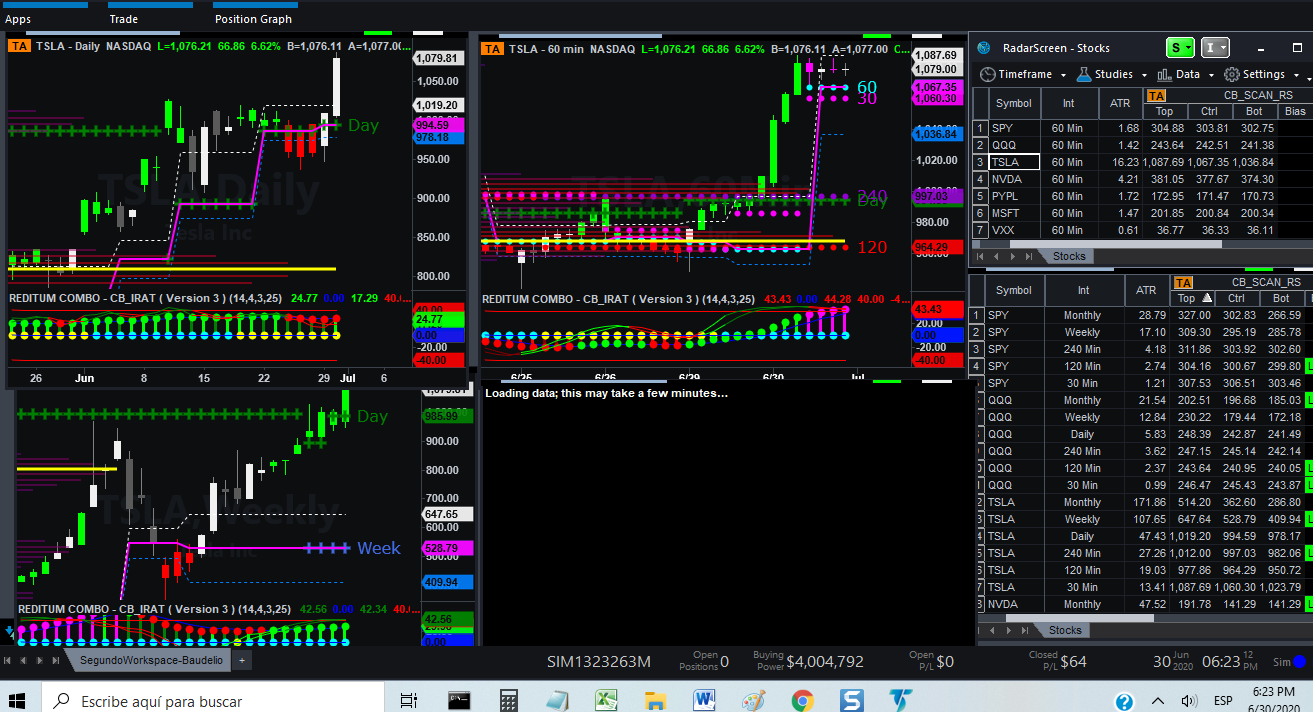 Apps
Trade
Position Graph
TA TSLA - Daily NASDAQ L=1,076.21 66.86 6.62% B=1,076.11 A=1,077.00...
1,079.81
1,050.00
1,019.20
994.59
978.18
950.00
900.00
850.00
800.00
Day
TSLA, Daily
Tesla Inc
REDITUM COMBO - CB_IRAT ( Version 3 ) (14,4,3,25) 24.77 0.00 17.29 40.0...
40.00
24.77
0.00
-20.00
-40.00
26 Jun 8 15 22 29 Jul 6
TA TSLA - 60 min NASDAQ L=1,076.21 66.86 6.62% B=1,076.11 A=1,077.00 C...
1,087.69
1,079.00
1,067.35
1,060.30
1,036.84
1,020.00
997.03
980.00
964.29
60
30
240
Day
120
REDITUM COMBO - CB_IRAT ( Version 3 ) (14,4,3,25) 43.43 0.00 44.28 40.00 -4...
43.43
20.00
0.00
-20.00
-40.00
6/25 6/26 6/29 6/30 Jul
985.99
900.00
800.00
700.00
647.65
600.00
528.79
409.94
Day
TSLA, Weekly
Week
REDITUM COMBO - CB_IRAT ( Version 3 ) (14,4,3,25) 42.56 0.00 42.34 40.0...
42.56
0.00
Loading data; this may take a few minutes...
RadarScreen - Stocks
S I
Timeframe Studies Data Settings
Symbol Int ATR TA CB_SCAN_RS
Top Ctrl Bot Bias
1 SPY 60 Min 1.68 304.88 303.81 302.75
2 QQQ 60 Min 1.42 243.64 242.51 241.38
3 TSLA 60 Min 16.23 1,087.69 1,067.35 1,036.84
4 NVDA 60 Min 4.21 381.05 377.67 374.30
5 PYPL 60 Min 1.72 172.95 171.47 170.73
6 MSFT 60 Min 1.47 201.85 200.84 200.34
7 VXX 60 Min 0.61 36.77 36.33 36.11
Stocks
Symbol Int ATR TA CB_SCAN_RS
Top Ctrl Bot
1 SPY Monthly 28.79 327.00 302.83 266.59
2 SPY Weekly 17.10 309.30 295.19 285.78
3 SPY 240 Min 4.18 311.86 303.92 302.60
4 SPY 120 Min 2.74 304.16 300.67 299.80 L
SPY 30 Min 1.21 307.53 306.51 303.46
QQQ Monthly 21.54 202.51 196.68 185.03 L
QQQ Weekly 12.84 230.22 179.44 172.18
QQQ Daily 5.83 248.39 242.87 241.49
QQQ 240 Min 3.62 247.15 245.14 242.14
QQQ 120 Min 2.37 243.64 240.95 240.05 L
QQQ 30 Min 0.99 246.47 245.43 243.87 L
TSLA Monthly 171.86 514.20 362.60 286.80
TSLA Weekly 107.65 647.64 528.79 409.94 L
TSLA Daily 47.43 1,019.20 994.59 978.17
TSLA 240 Min 27.26 1,012.00 997.03 982.06 L
TSLA 120 Min 19.03 977.86 964.29 950.72
TSLA 30 Min 13.41 1,087.69 1,060.30 1,023.79
NVDA Monthly 47.52 191.78 141.29 141.29 L
Stocks
SegundoWorkspace-Baudelio +
SIM1323263M Open Positions 0 Buying Power $4,004,792 Open P/L $0 Closed P/L $64 30 Jun 2020 06:23 12 PM Sim
Escribe aquí para buscar
ESP
6:23 PM
6/30/2020